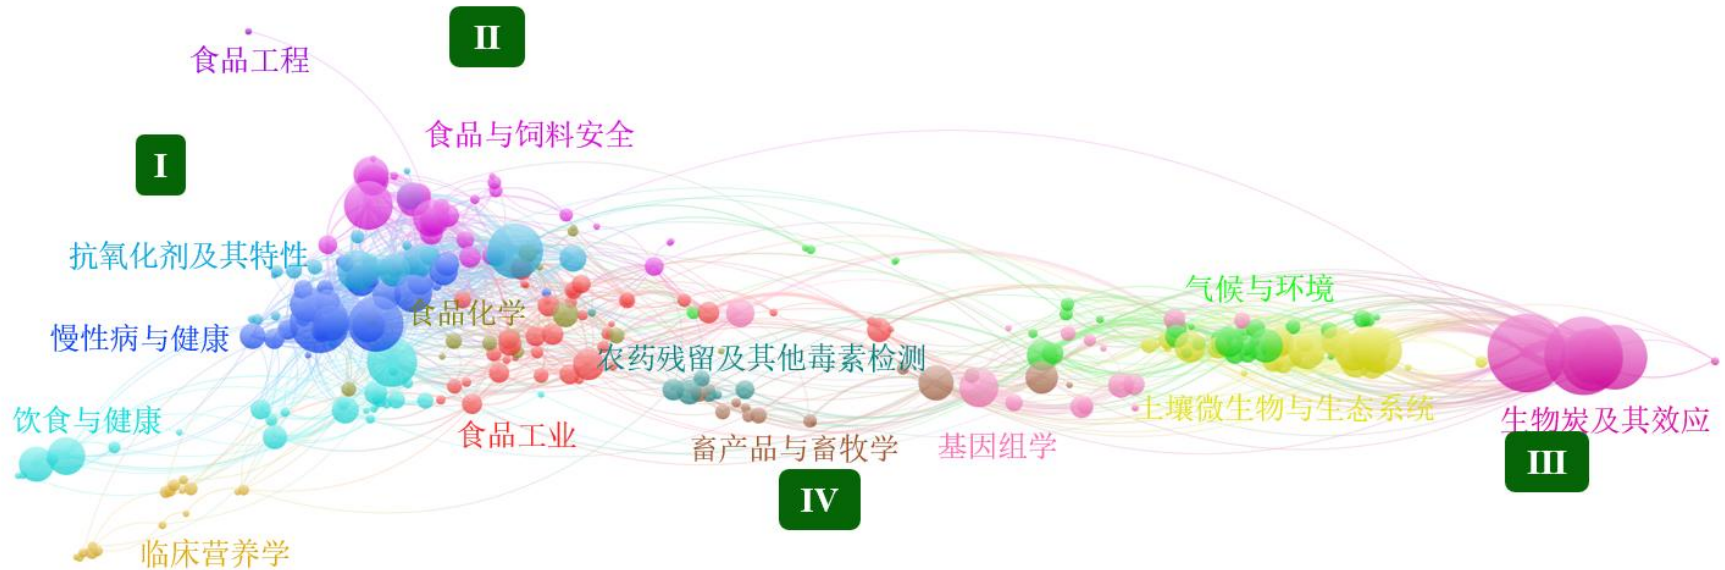 II
食品工程
食品与饲料安全
I
抗氧化剂及其特性
气候与环境
食品化学
慢性病与健康
农药残留及其他毒素检测
土壤微生物与生态系统
饮食与健康
生物炭及其效应
食品工业
畜产品与畜牧学
基因组学
III
IV
临床营养学